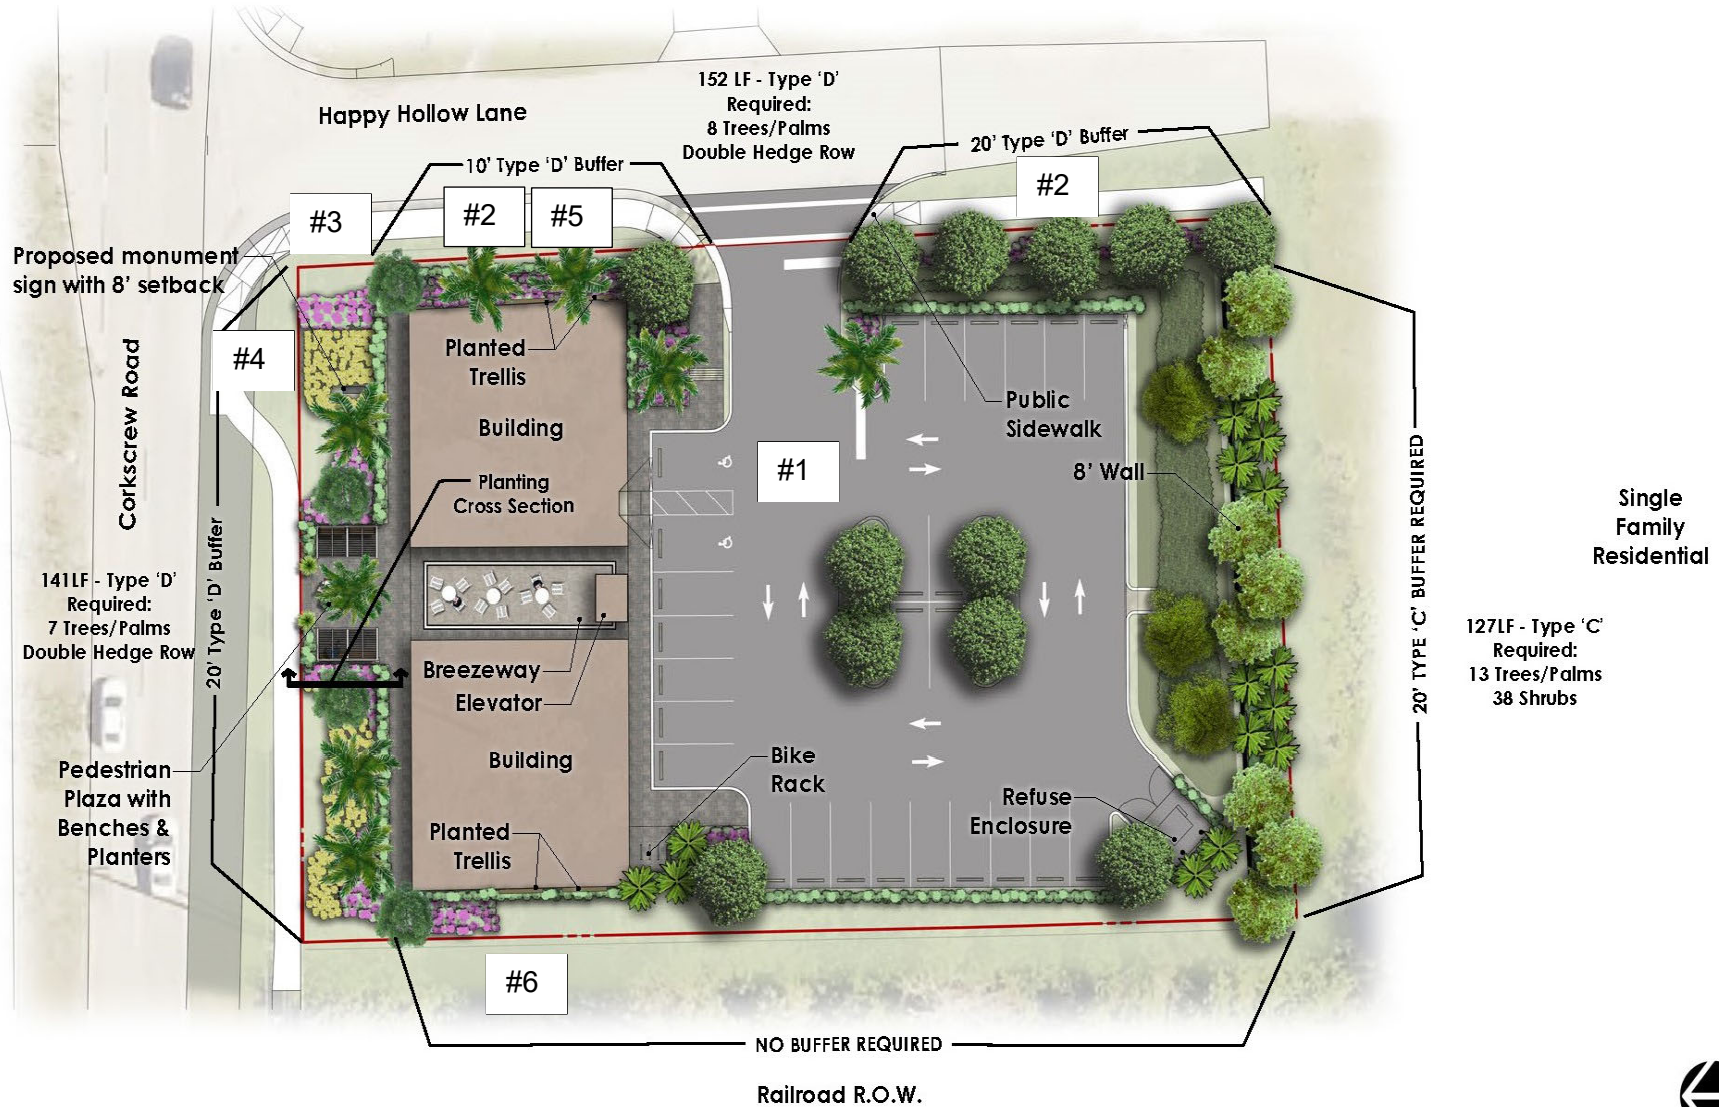 152 LF - Type 'D'
Required:
8 Trees/Palms
Double Hedge Row
Happy Hollow Lane
10' Type 'D' Buffer
20' Type 'D' Buffer
#2
#3
#2
#5
Proposed monument
sign with 8' setback
#4
Corkscrew Road
20' Type 'D' Buffer
141LF - Type 'D'
Required:
7 Trees/Palms
Double Hedge Row
Pedestrian
Plaza with
Benches &
Planters
Planted
Trellis
Building
Planting
Cross Section
Breezeway
Elevator
Building
Planted
Trellis
#1
Public
Sidewalk
8' Wall
Bike
Rack
Refuse
Enclosure
20' TYPE 'C' BUFFER REQUIRED
Single
Family
Residential
127LF - Type 'C'
Required:
13 Trees/Palms
38 Shrubs
#6
NO BUFFER REQUIRED
Railroad R.O.W.